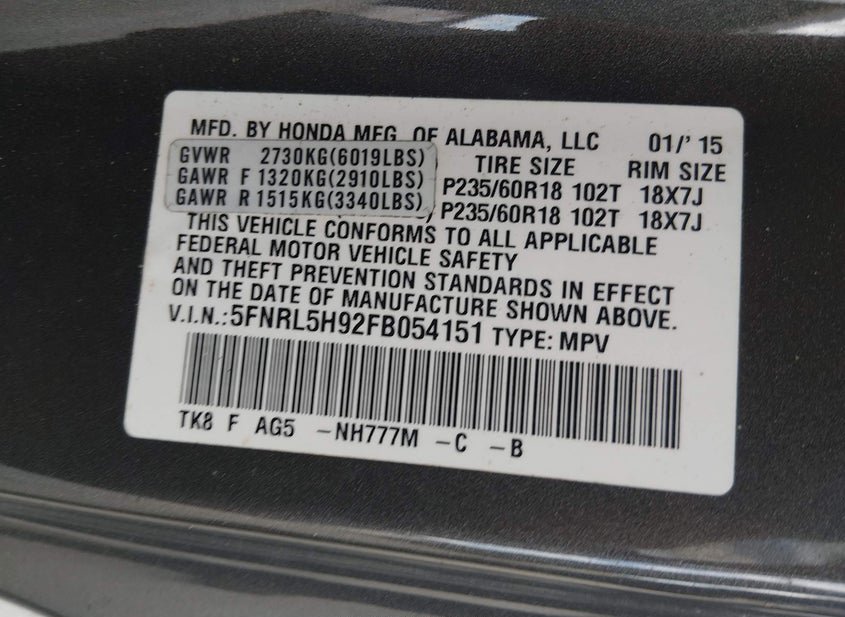 MFD. BY HONDA MFG. OF ALABAMA, LLC 01/' 15
GVWR 2730KG(6019LBS) TIRE SIZE RIM SIZE
GAWR F 1320KG(2910LBS) P235/60R18 102T 18X7J
GAWR R 1515KG(3340LBS) P235/60R18 102T 18X7J
THIS VEHICLE CONFORMS TO ALL APPLICABLE
FEDERAL MOTOR VEHICLE SAFETY
AND THEFT PREVENTION STANDARDS IN EFFECT
ON THE DATE OF MANUFACTURE SHOWN ABOVE.
V.I.N.: 5FNRL5H92FB054151 TYPE: MPV
TK8 F AG5 -NH777M -C -B